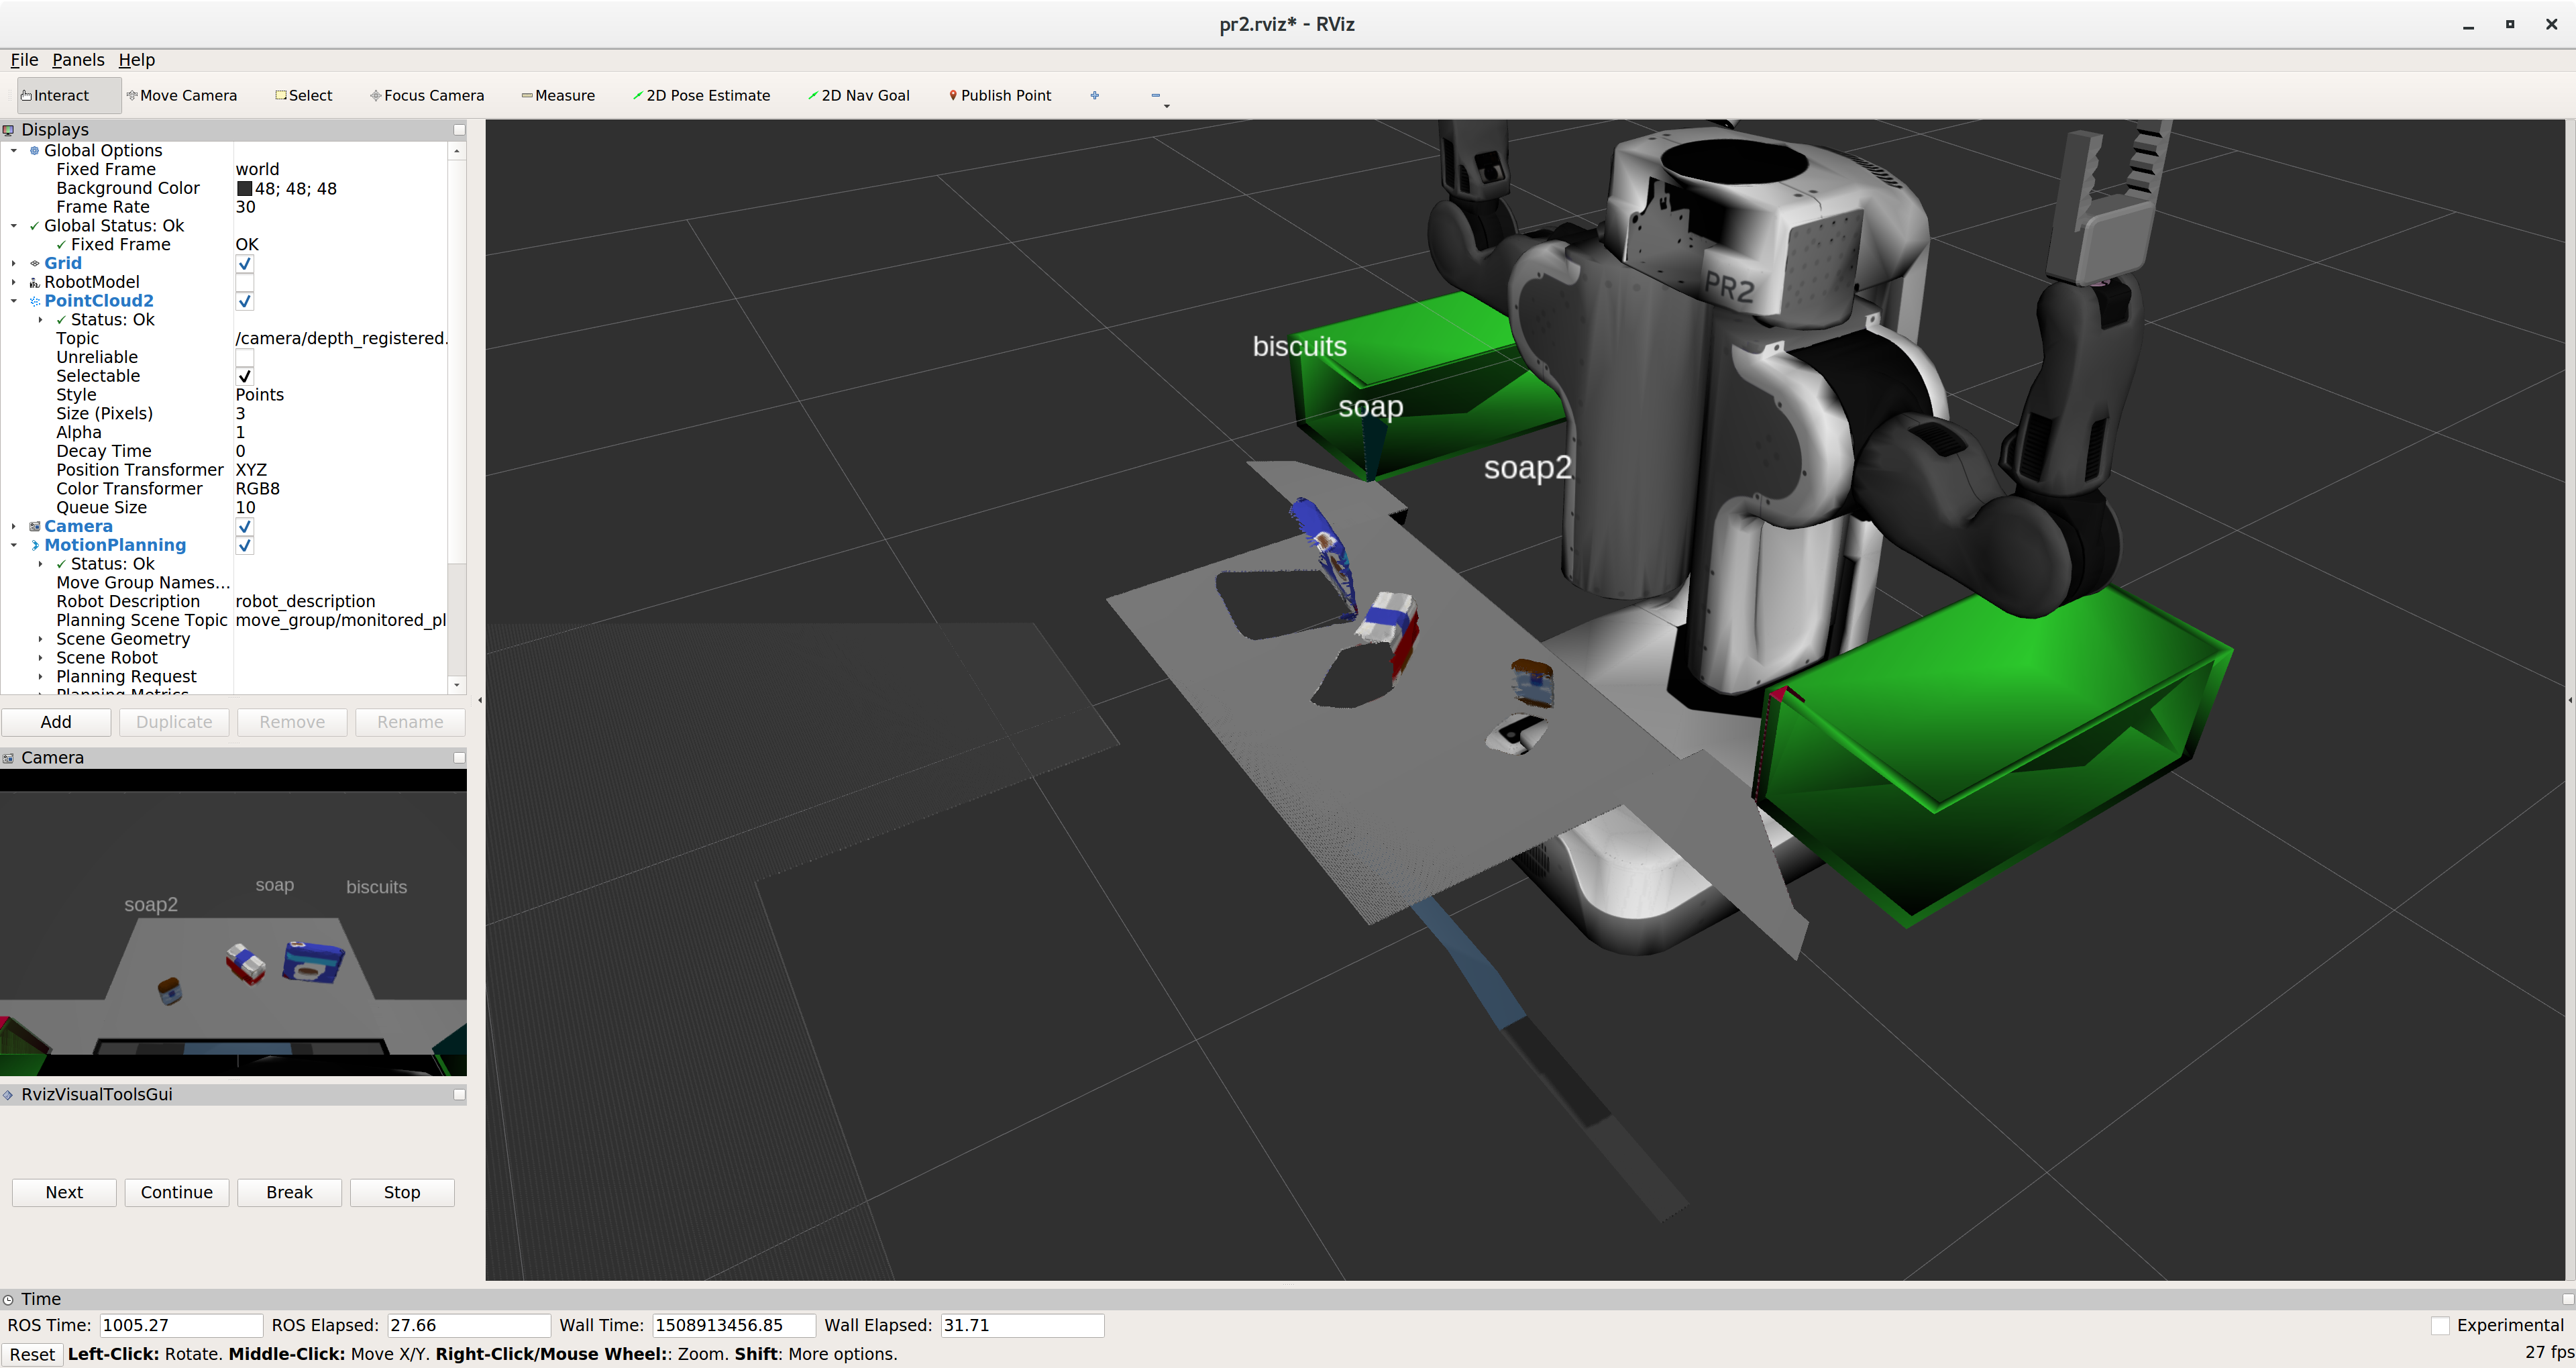 pr2.rviz* - RViz
File Panels Help
Interact Move Camera Select Focus Camera Measure 2D Pose Estimate 2D Nav Goal Publish Point
Displays
Global Options
Fixed Frame world
Background Color 48; 48; 48
Frame Rate 30
Global Status: Ok
Fixed Frame OK
Grid
RobotModel
PointCloud2
Status: Ok
Topic /camera/depth_registered.
Unreliable
Selectable
Style Points
Size (Pixels) 3
Alpha 1
Decay Time 0
Position Transformer XYZ
Color Transformer RGB8
Queue Size 10
Camera
MotionPlanning
Status: Ok
Move Group Names...
Robot Description robot_description
Planning Scene Topic move_group/monitored_pl
Scene Geometry
Scene Robot
Planning Request
Planning Metrics
Add Duplicate Remove Rename
Camera
soap2 soap biscuits
RvizVisualToolsGui
Next Continue Break Stop
PR2
biscuits
soap
soap2
Time
ROS Time: 1005.27 ROS Elapsed: 27.66 Wall Time: 1508913456.85 Wall Elapsed: 31.71 Experimental
Reset Left-Click: Rotate. Middle-Click: Move X/Y. Right-Click/Mouse Wheel:: Zoom. Shift: More options. 27 fps